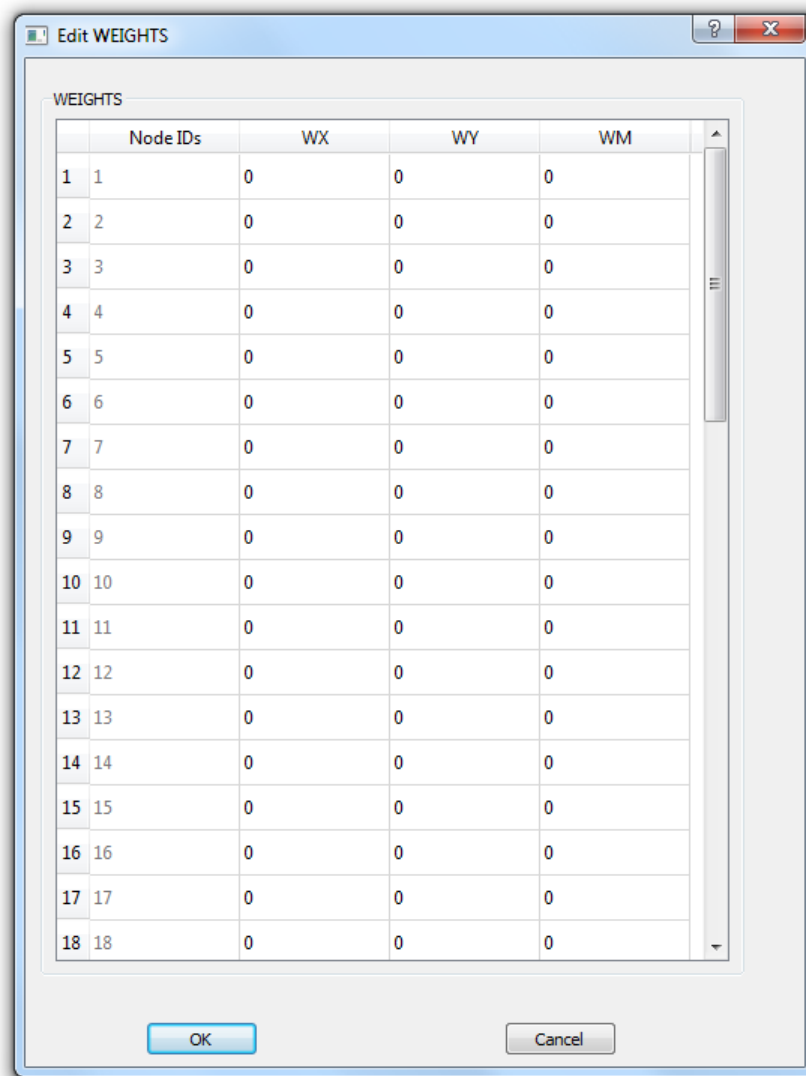 Edit WEIGHTS
WEIGHTS
Node IDs WX WY WM
1 1 0 0 0
2 2 0 0 0
3 3 0 0 0
4 4 0 0 0
5 5 0 0 0
6 6 0 0 0
7 7 0 0 0
8 8 0 0 0
9 9 0 0 0
10 10 0 0 0
11 11 0 0 0
12 12 0 0 0
13 13 0 0 0
14 14 0 0 0
15 15 0 0 0
16 16 0 0 0
17 17 0 0 0
18 18 0 0 0
OK Cancel